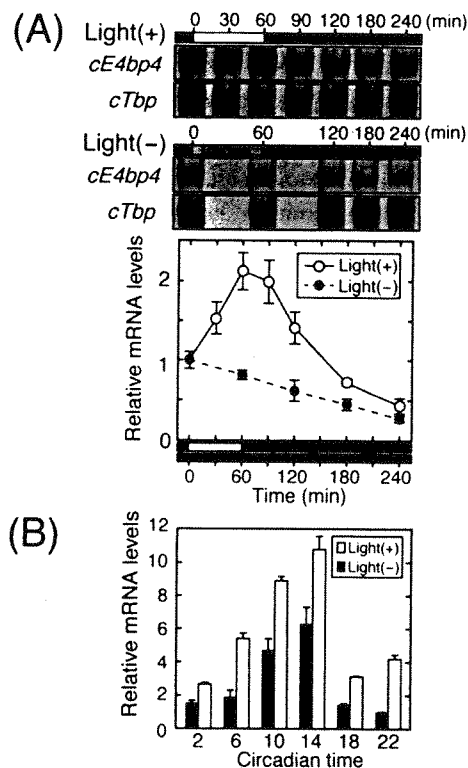 (A)
0 30 60 120 180 240 (min)
Light(+)
cE4bp4
cTbp
0 60 120 180 240 (min)
Light(−)
cE4bp4
cTbp
Relative mRNA levels
2
1
0
Light(+)
Light(−)
0 60 120 180 240
Time (min)
(B)
Relative mRNA levels
12
10
8
6
4
2
0
Light(+)
Light(−)
2 6 10 14 18 22
Circadian time